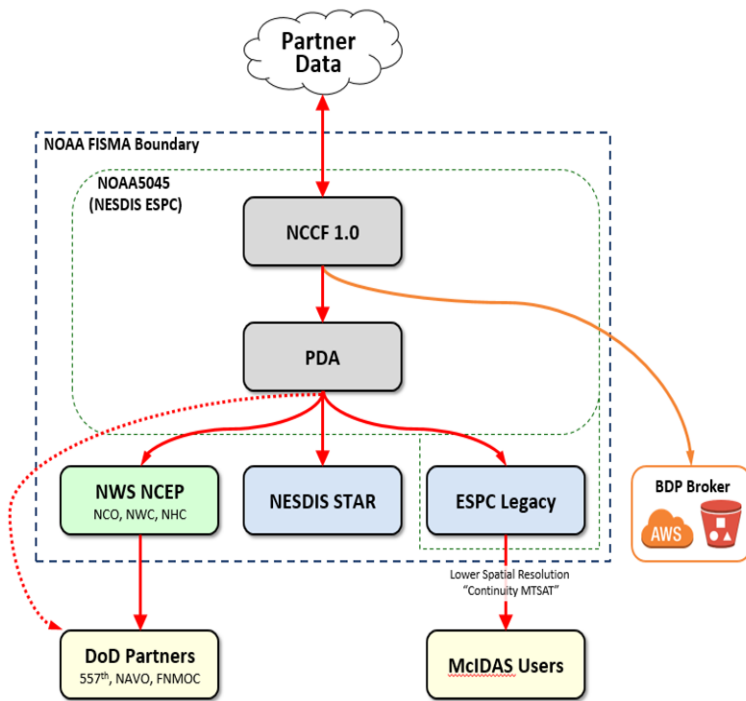 Partner
Data
NOAA FISMA Boundary
NOAA5045
(NESDIS ESPC)
NCCF 1.0
PDA
NWS NCEP
NCO, NWC, NHC
NESDIS STAR
ESPC Legacy
BDP Broker
AWS
Lower Spatial Resolution
“Continuity MTSAT”
DoD Partners
557th, NAVO, FNMOC
McIDAS Users